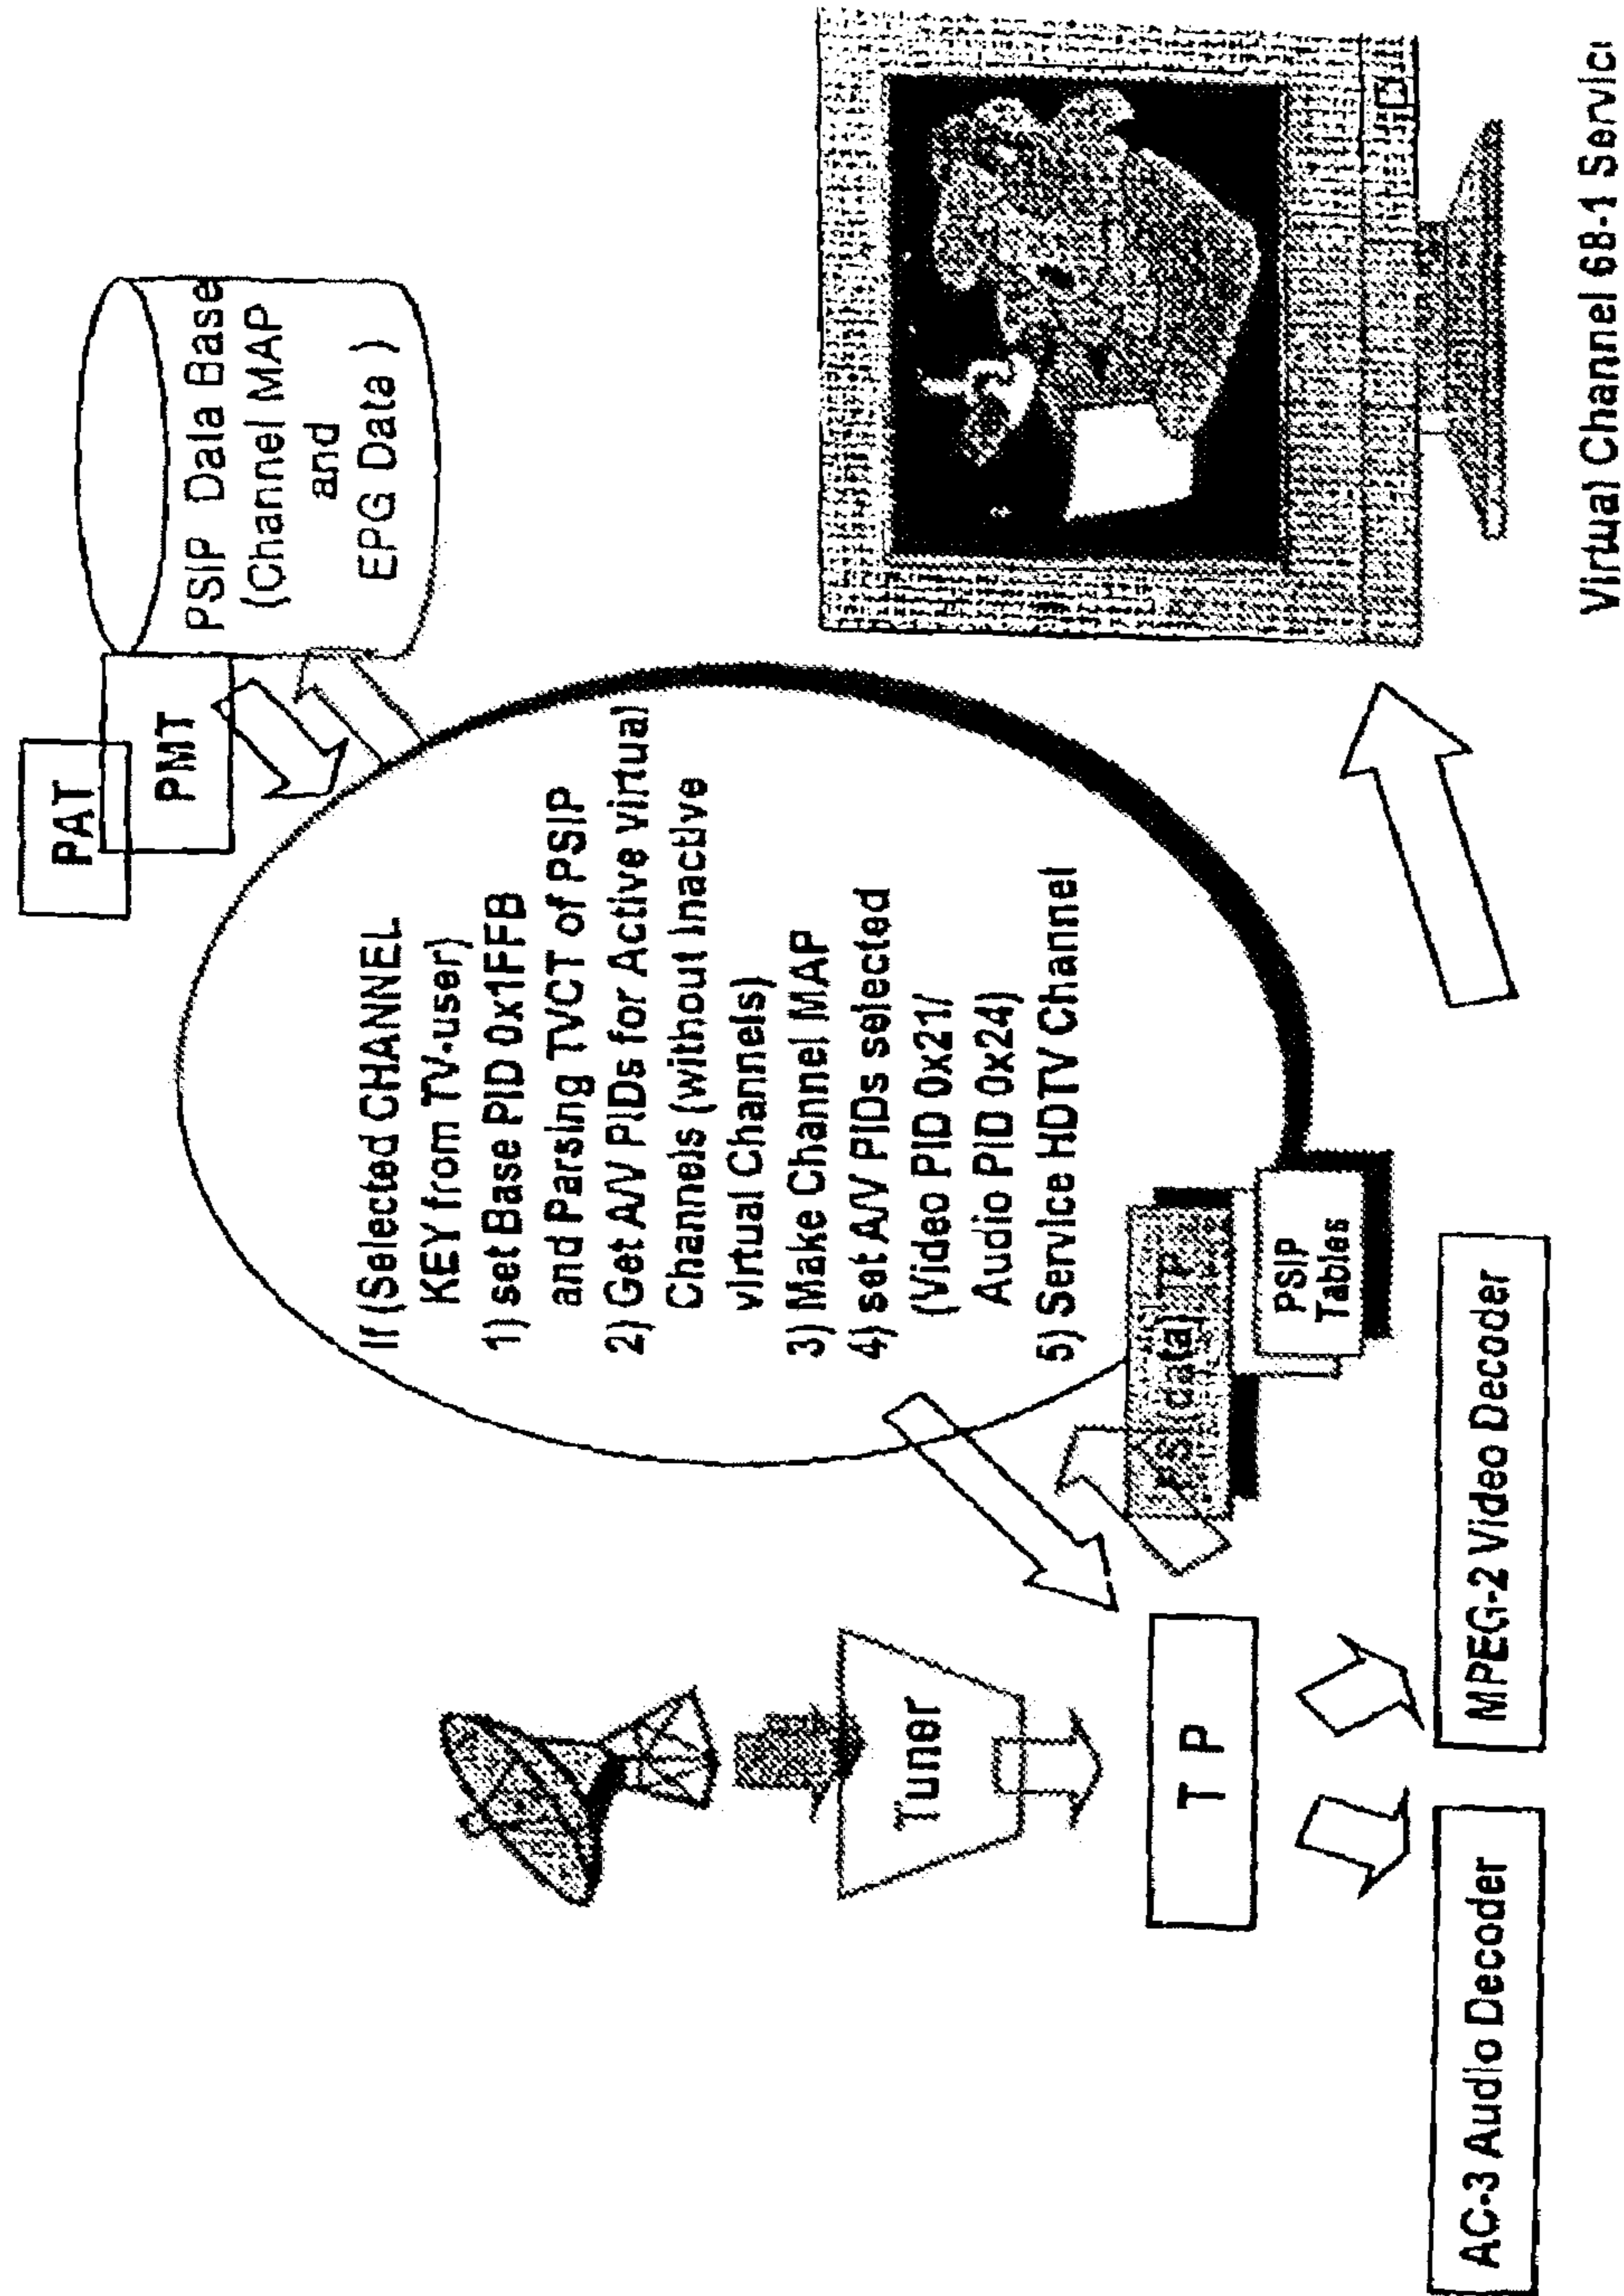 PAT
PMT
PSIP Data Base
(Channel MAP
and
EPG Data )
If (Selected CHANNEL
KEY from TV-user)
1) set Base PID 0x1FFB
and Parsing TVCT of PSIP
2) Get A/V PIDs for Active virtual
Channels (without Inactive
virtual Channels)
3) Make Channel MAP
4) set A/V PIDs selected
(Video PID 0x21/
Audio PID 0x24)
5) Service HDTV Channel
Tuner
T P
(data) TP
PSIP
Tables
AC-3 Audio Decoder
MPEG-2 Video Decoder
Virtual Channel 68-1